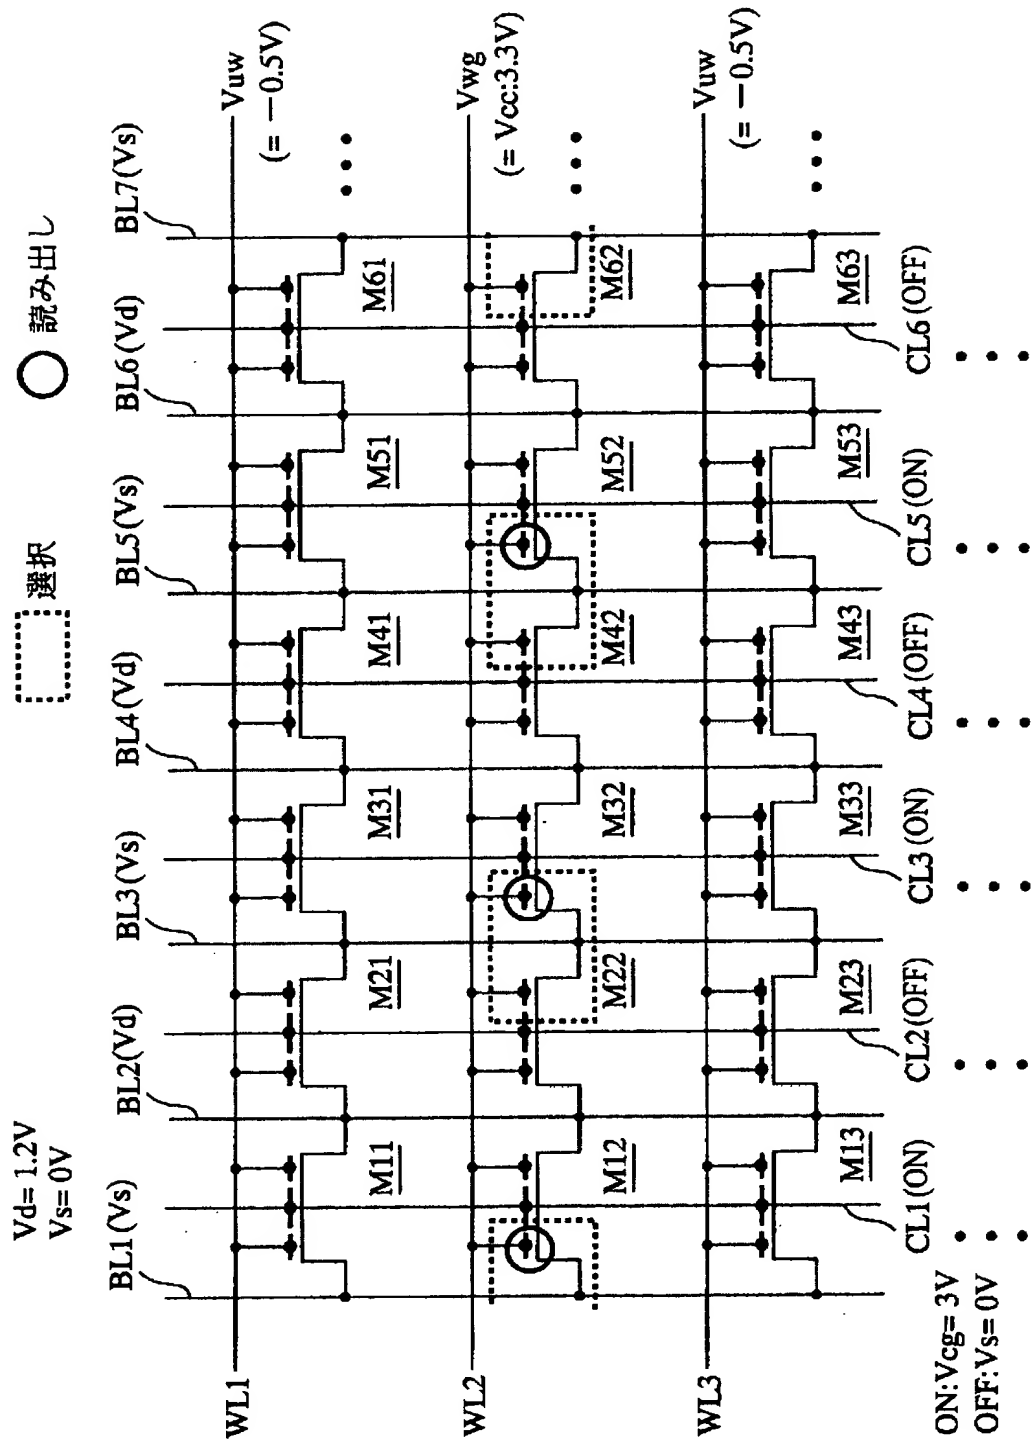 選択
読み出し
Vd= 1.2V
Vs= 0V
BL1(Vs)
BL2(Vd)
BL3(Vs)
BL4(Vd)
BL5(Vs)
BL6(Vd)
BL7(Vs)
WL1
Vuw
(= −0.5V)
M11
M21
M31
M41
M51
M61
WL2
Vwg
(= Vcc:3.3V)
M12
M22
M32
M42
M52
M62
WL3
Vuw
(= −0.5V)
M13
M23
M33
M43
M53
M63
CL1(ON)
CL2(OFF)
CL3(ON)
CL4(OFF)
CL5(ON)
CL6(OFF)
ON:Vcg= 3V
OFF:Vs= 0V